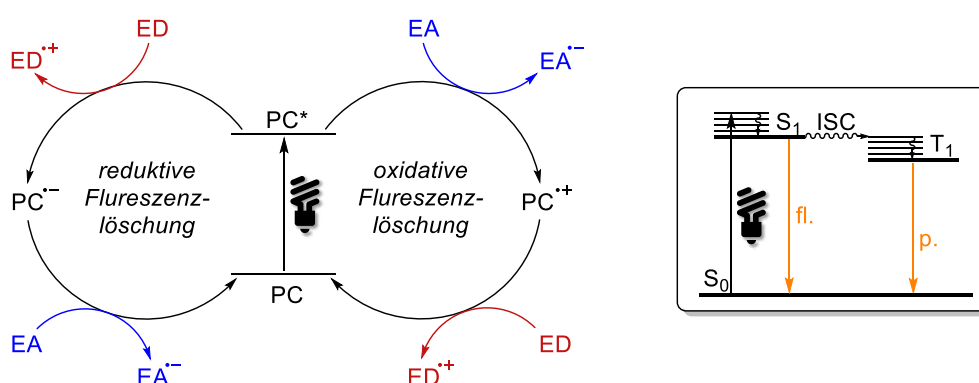 ED
EA
ED•+
EA•−
PC*
S1
ISC
T1
reduktive
Flureszenz-
löschung
oxidative
Flureszenz-
löschung
PC•−
PC•+
fl.
p.
S0
PC
EA
ED
EA•−
ED•+